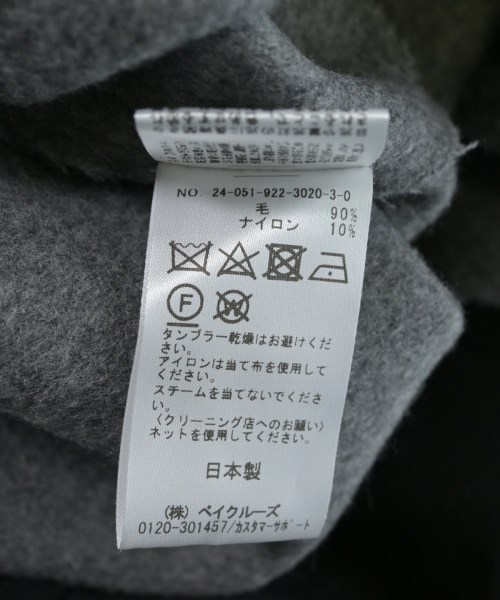 NO. 24-051-922-3020-3-0
毛 90%
ナイロン 10%
F
W
タンブラー乾燥はお避けくだ
さい。
アイロンは当て布を使用して
ください。
スチームを当てないでくださ
い。
〈クリーニング店へのお願い〉
ネットを使用してください。
日本製
(株) ベイクルーズ
0120-301457/カスタマーサポート